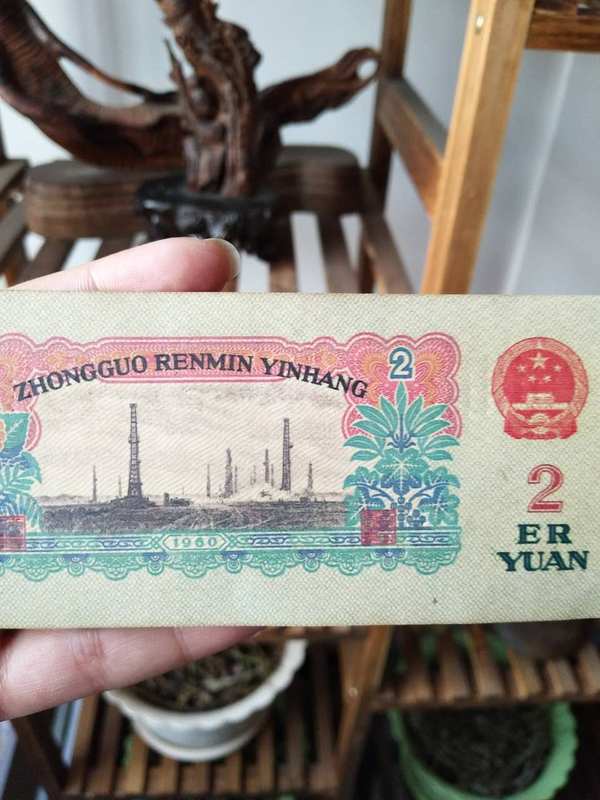 ZHONGGUO RENMIN YINHANG
2
1960
2
ER
YUAN